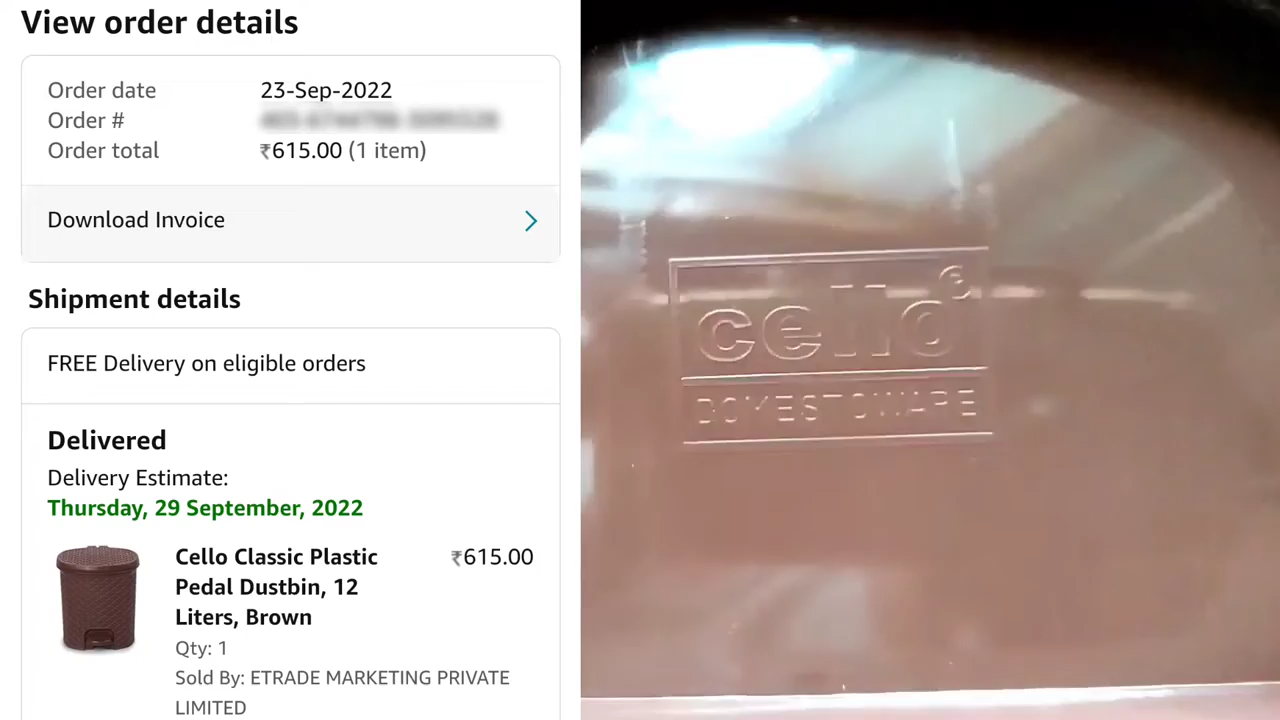 View order details
Order date 23-Sep-2022
Order #
Order total ₹615.00 (1 item)
Download Invoice
Shipment details
FREE Delivery on eligible orders
Delivered
Delivery Estimate:
Thursday, 29 September, 2022
Cello Classic Plastic ₹615.00
Pedal Dustbin, 12
Liters, Brown
Qty: 1
Sold By: ETRADE MARKETING PRIVATE
LIMITED
cello®
DOMESTOWARE